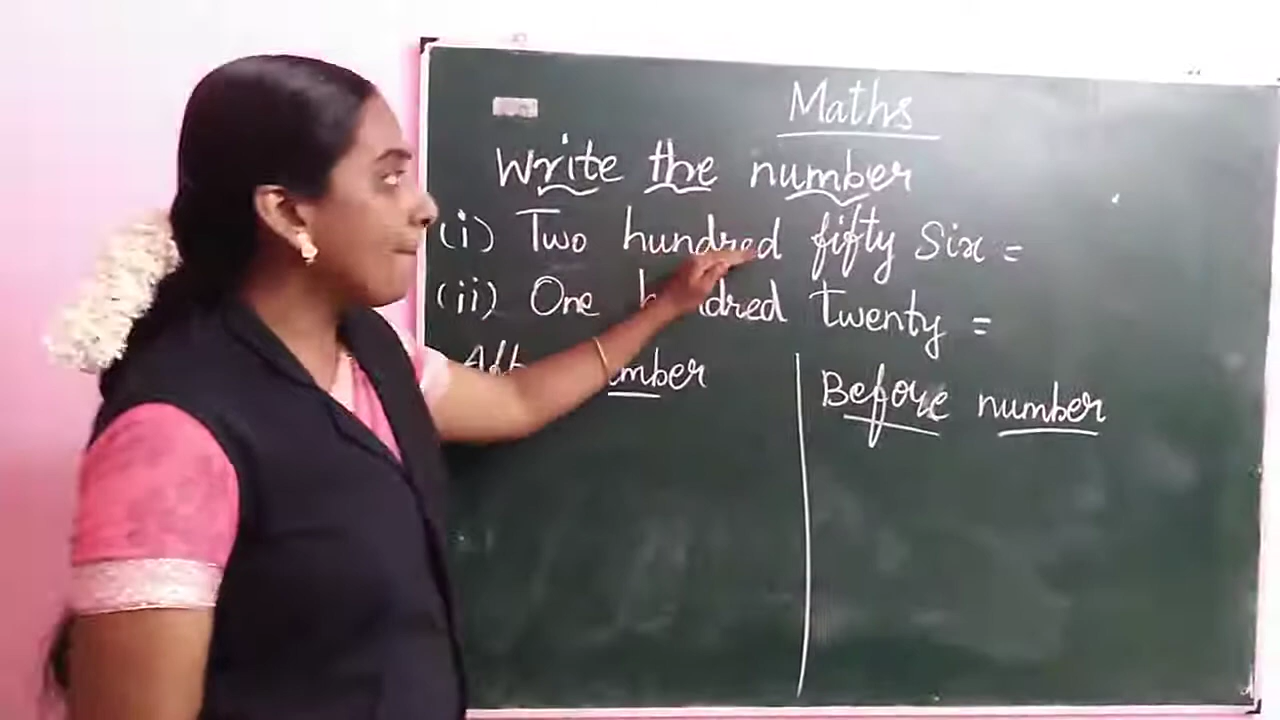 Maths
Write the number
(i) Two hundred fifty Six =
(ii) One hundred twenty =
After number
Before number